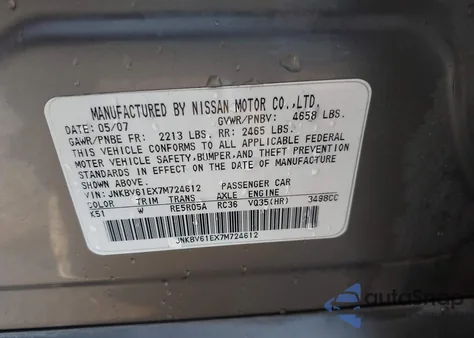 MANUFACTURED BY NISSAN MOTOR CO.,LTD.
DATE: 05/07 GVWR/PNBV: 4658 LBS.
GAWR/PNBE FR: 2213 LBS. RR: 2465 LBS.
THIS VEHICLE CONFORMS TO ALL APPLICABLE FEDERAL
MOTOR VEHICLE SAFETY, BUMPER, AND THEFT PREVENTION
STANDARDS IN EFFECT ON THE DATE OF MANUFACTURE
SHOWN ABOVE.
VIN: JNKBV61EX7M724612 PASSENGER CAR
COLOR TRIM TRANS AXLE ENGINE
K51 W RE5R05A RC36 VQ35(HR) 3498CC
JNKBV61EX7M724612
autoSnap